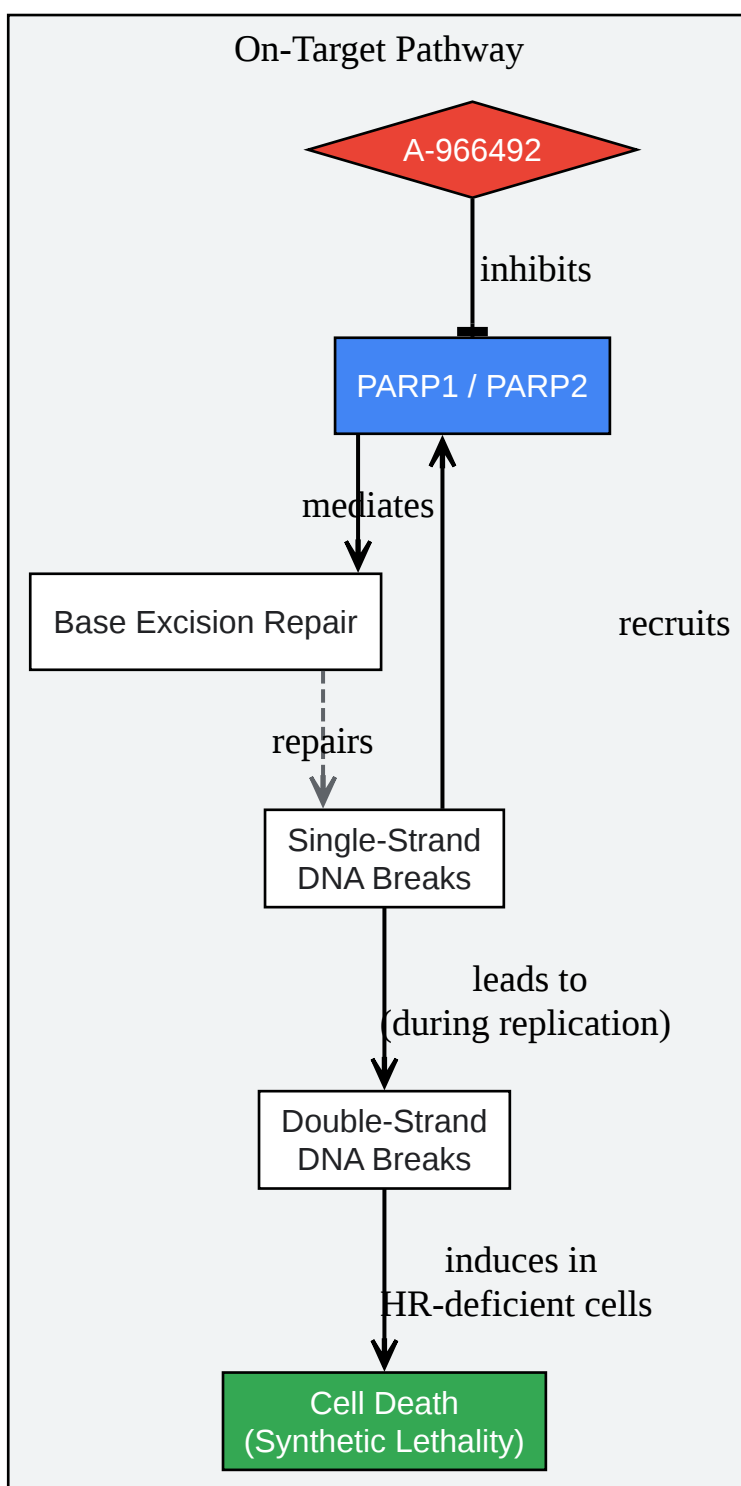 On-Target Pathway
A-966492
inhibits
PARP1 / PARP2
mediates
Base Excision Repair
recruits
repairs
Single-Strand
DNA Breaks
leads to
(during replication)
Double-Strand
DNA Breaks
induces in
HR-deficient cells
Cell Death
(Synthetic Lethality)